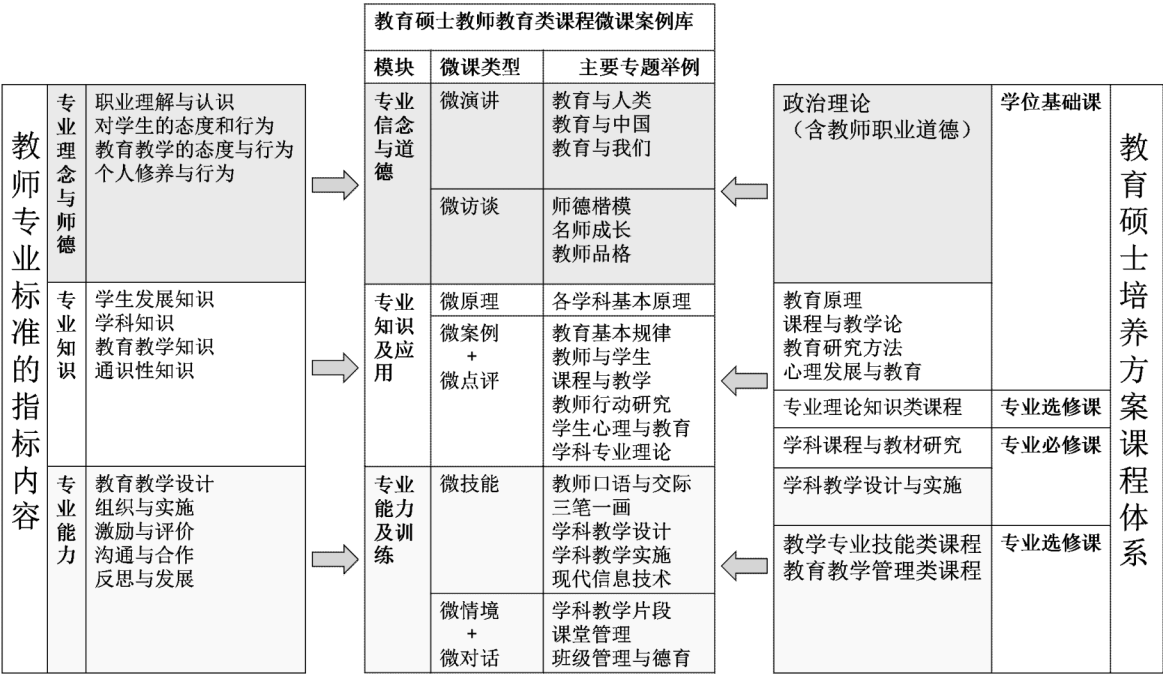 教师专业标准的指标内容
专业理念与师德
职业理解与认识
对学生的态度和行为
教育教学的态度与行为
个人修养与行为
专业知识
学生发展知识
学科知识
教育教学知识
通识性知识
专业能力
教育教学设计
组织与实施
激励与评价
沟通与合作
反思与发展
教育硕士教师教育类课程微课案例库
模块 微课类型 主要专题举例
专业
信念
与道
德
微演讲
教育与人类
教育与中国
教育与我们
微访谈
师德楷模
名师成长
教师品格
专业
知识
及应
用
微原理
各学科基本原理
微案例
+
微点评
教育基本规律
教师与学生
课程与教学
教师行动研究
学生心理与教育
学科专业理论
专业
能力
及训
练
微技能
教师口语与交际
三笔一画
学科教学设计
学科教学实施
现代信息技术
微情境
+
微对话
学科教学片段
课堂管理
班级管理与德育
政治理论
（含教师职业道德）
学位基础课
教育原理
课程与教学论
教育研究方法
心理发展与教育
专业理论知识类课程
专业选修课
学科课程与教材研究
专业必修课
学科教学设计与实施
教学专业技能类课程
教育教学管理类课程
专业选修课
教育硕士培养方案课程体系